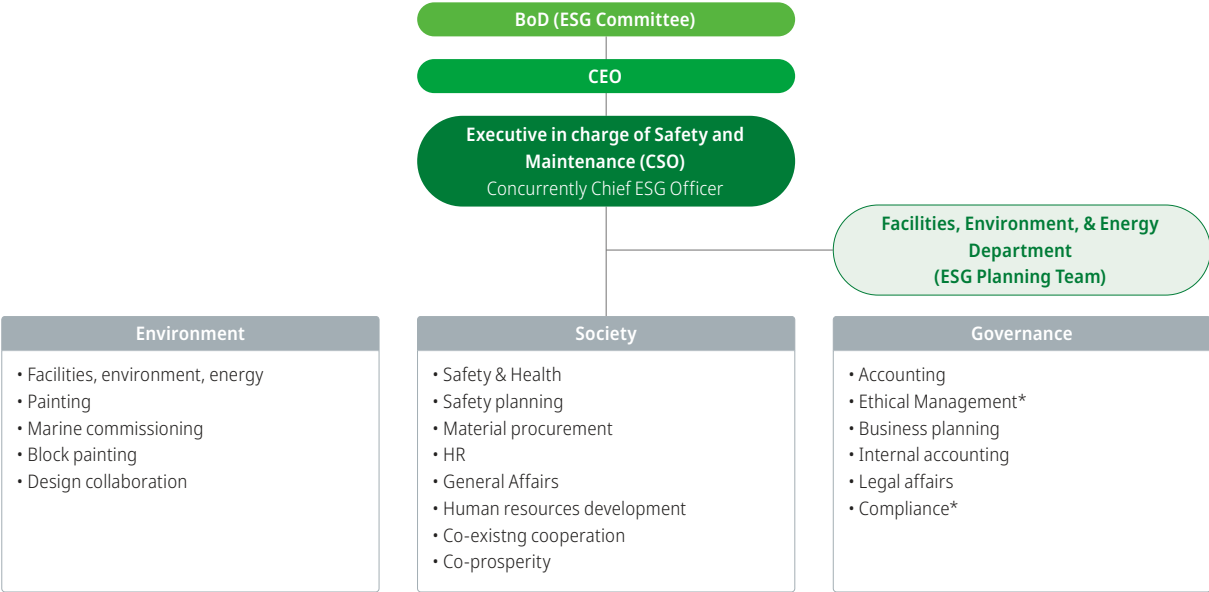 BoD (ESG Committee)
CEO
Executive in charge of Safety and
Maintenance (CSO)
Concurrently Chief ESG Officer
Facilities, Environment, & Energy
Department
(ESG Planning Team)
Environment
• Facilities, environment, energy
• Painting
• Marine commissioning
• Block painting
• Design collaboration
Society
• Safety & Health
• Safety planning
• Material procurement
• HR
• General Affairs
• Human resources development
• Co-existng cooperation
• Co-prosperity
Governance
• Accounting
• Ethical Management*
• Business planning
• Internal accounting
• Legal affairs
• Compliance*